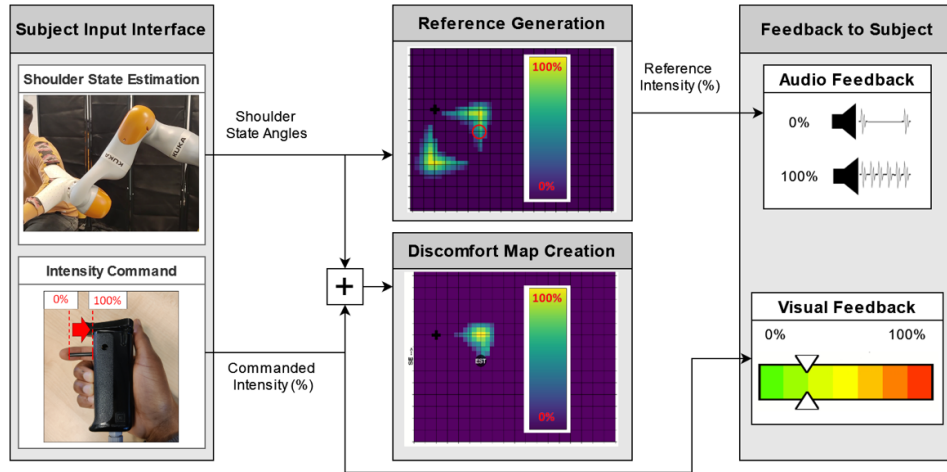 Subject Input Interface
Shoulder State Estimation
KUKA
KUKA
Intensity Command
0%
100%
Shoulder
State Angles
Commanded
Intensity (%)
Reference Generation
100%
0%
+
Discomfort Map Creation
100%
0%
SE
EST
Reference
Intensity (%)
Feedback to Subject
Audio Feedback
0%
100%
Visual Feedback
0%
100%